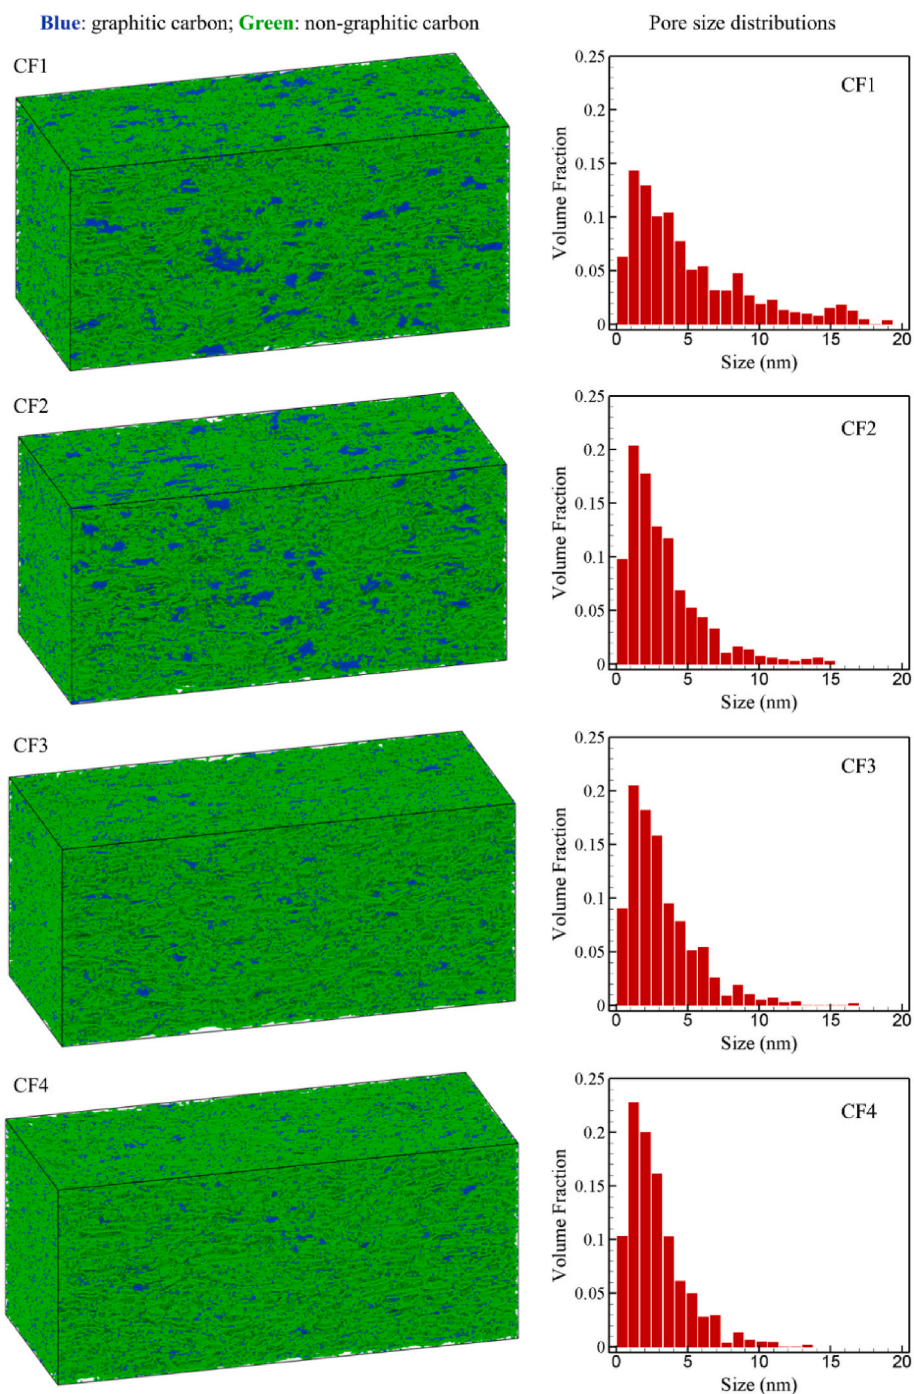 Blue: graphitic carbon; Green: non-graphitic carbon
Pore size distributions
CF1
0.25
0.2
0.15
0.1
0.05
0
Volume Fraction
CF1
0 5 10 15 20
Size (nm)
CF2
0.25
0.2
0.15
0.1
0.05
0
Volume Fraction
CF2
0 5 10 15 20
Size (nm)
CF3
0.25
0.2
0.15
0.1
0.05
0
Volume Fraction
CF3
0 5 10 15 20
Size (nm)
CF4
0.25
0.2
0.15
0.1
0.05
0
Volume Fraction
CF4
0 5 10 15 20
Size (nm)